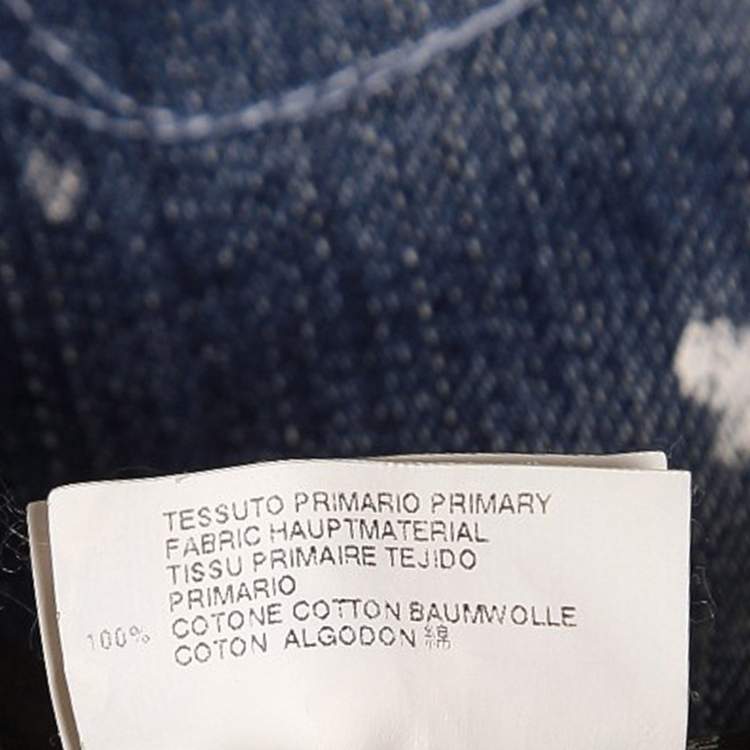 TESSUTO PRIMARIO PRIMARY
FABRIC HAUPTMATERIAL
TISSU PRIMAIRE TEJIDO
PRIMARIO
100% COTONE COTTON BAUMWOLLE
COTON ALGODON 綿